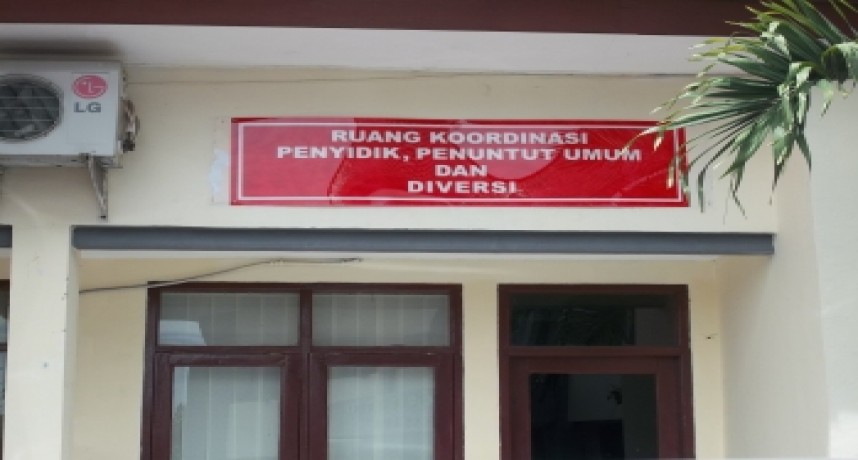 LG
RUANG KOORDINASI
PENYIDIK, PENUNTUT UMUM
DAN
DIVERSI